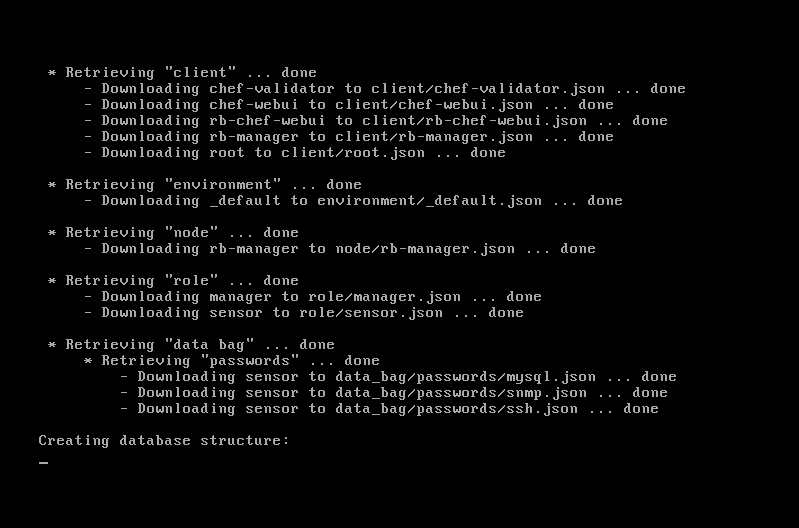 * Retrieving "client" ... done
- Downloading chef-validator to client/chef-validator.json ... done
- Downloading chef-webui to client/chef-webui.json ... done
- Downloading rb-chef-webui to client/rb-chef-webui.json ... done
- Downloading rb-manager to client/rb-manager.json ... done
- Downloading root to client/root.json ... done
* Retrieving "environment" ... done
- Downloading _default to environment/_default.json ... done
* Retrieving "node" ... done
- Downloading rb-manager to node/rb-manager.json ... done
* Retrieving "role" ... done
- Downloading manager to role/manager.json ... done
- Downloading sensor to role/sensor.json ... done
* Retrieving "data bag" ... done
* Retrieving "passwords" ... done
- Downloading sensor to data_bag/passwords/mysql.json ... done
- Downloading sensor to data_bag/passwords/snmp.json ... done
- Downloading sensor to data_bag/passwords/ssh.json ... done
Creating database structure:
_